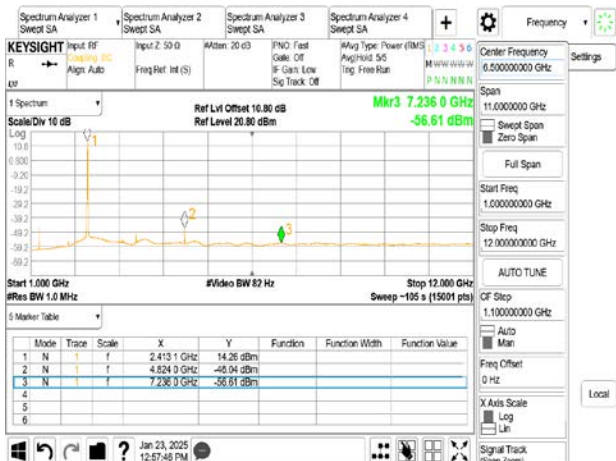 Spectrum Analyzer 1
Swept SA
Spectrum Analyzer 2
Swept SA
Spectrum Analyzer 3
Swept SA
Spectrum Analyzer 4
Swept SA
+
Frequency
Settings
KEYSIGHT
R
Input: RF
Coupling: DC
Align: Auto
Input Z: 50 Ω
Freq Ref: Int (S)
#Atten: 20 dB
PNO: Fast
Gate: Off
IF Gain: Low
Sig Track: Off
#Avg Type: Power (RMS
Avg|Hold: 5/5
Trig: Free Run
1 2 3 4 5 6
M W W W W W
P N N N N N
1 Spectrum
Scale/Div 10 dB
Ref Lvl Offset 10.80 dB
Ref Level 20.80 dBm
Mkr3 7.236 0 GHz
-56.61 dBm
Log
10.8
0.800
-19.2
-29.2
-39.2
-49.2
-59.2
-69.2
1
2
3
Start 1.000 GHz
#Res BW 1.0 MHz
#Video BW 82 Hz
Stop 12.000 GHz
Sweep ~105 s (15001 pts)
5 Marker Table
Mode Trace Scale X Y Function Function Width Function Value
1 N 1 f 2.413 1 GHz 14.26 dBm
2 N 1 f 4.824 0 GHz -46.04 dBm
3 N 1 f 7.236 0 GHz -56.61 dBm
4
5
6
Center Frequency
6.500000000 GHz
Span
11.0000000 GHz
Swept Span
Zero Span
Full Span
Start Freq
1.000000000 GHz
Stop Freq
12.000000000 GHz
AUTO TUNE
CF Step
1.100000000 GHz
Auto
Man
Freq Offset
0 Hz
X Axis Scale
Log
Lin
Signal Track
(Span Zoom)
Local
?
Jan 23, 2025
12:57:46 PM